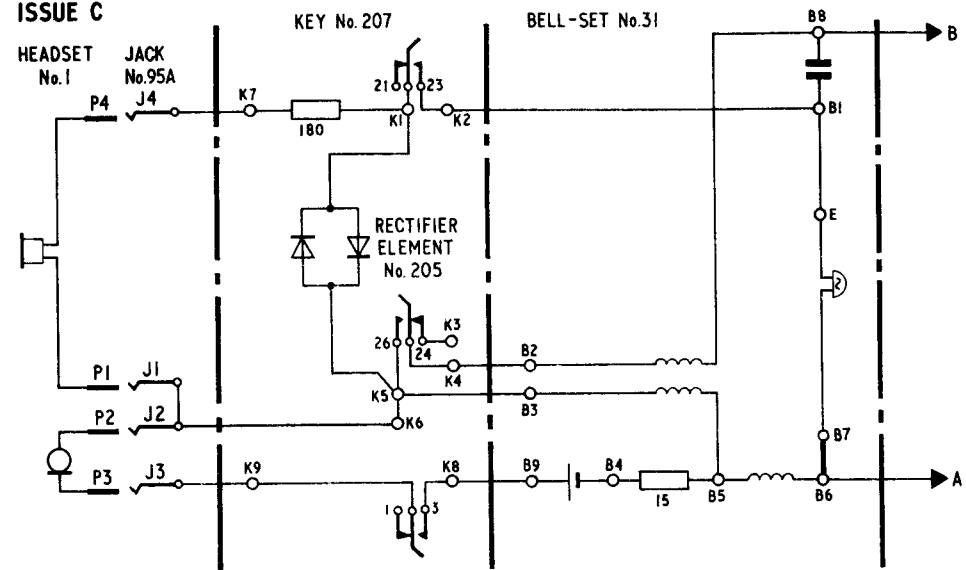 ISSUE C
KEY No. 207
BELL-SET No. 31
HEADSET No. 1
JACK No. 95A
B8
B
P4
J4
K7
21
23
K1
K2
B1
180
E
RECTIFIER ELEMENT No. 205
26
24
K3
K4
B2
P1
J1
K5
B3
P2
J2
K6
B7
P3
J3
K9
K8
B9
B4
B5
B6
A
15
1
3